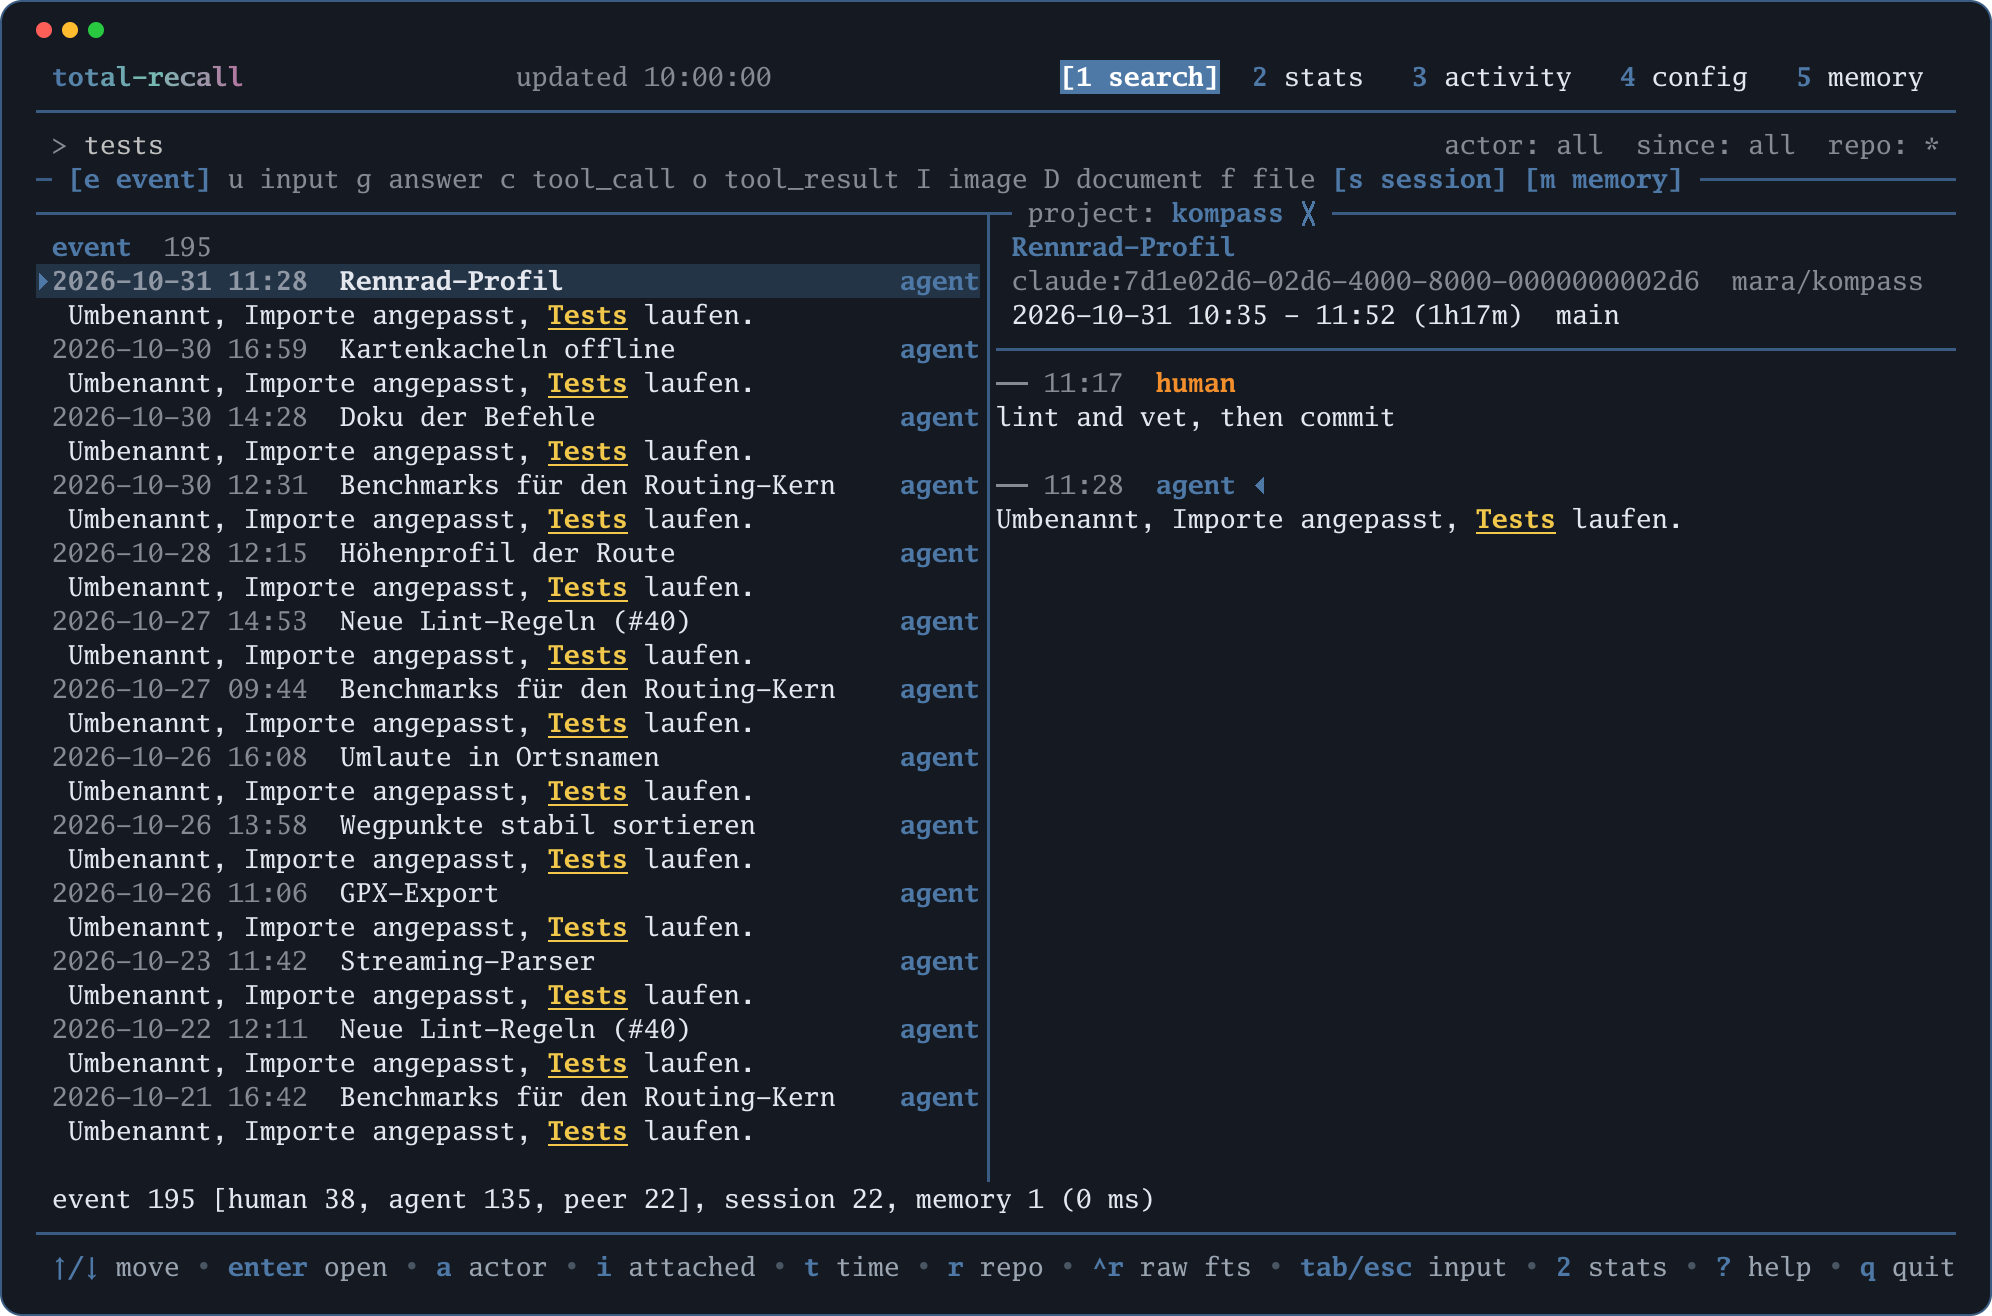 total-recall updated 10:00:00 [1 search] 2 stats 3 activity 4 config 5 memory
> tests actor: all since: all repo: *
[e event] u input g answer c tool_call o tool_result I image D document f file [s session] [m memory]
project: kompass X
event 195
2026-10-31 11:28 Rennrad-Profil agent
Umbenannt, Importe angepasst, Tests laufen.
2026-10-30 16:59 Kartenkacheln offline agent
Umbenannt, Importe angepasst, Tests laufen.
2026-10-30 14:28 Doku der Befehle agent
Umbenannt, Importe angepasst, Tests laufen.
2026-10-30 12:31 Benchmarks für den Routing-Kern agent
Umbenannt, Importe angepasst, Tests laufen.
2026-10-28 12:15 Höhenprofil der Route agent
Umbenannt, Importe angepasst, Tests laufen.
2026-10-27 14:53 Neue Lint-Regeln (#40) agent
Umbenannt, Importe angepasst, Tests laufen.
2026-10-27 09:44 Benchmarks für den Routing-Kern agent
Umbenannt, Importe angepasst, Tests laufen.
2026-10-26 16:08 Umlaute in Ortsnamen agent
Umbenannt, Importe angepasst, Tests laufen.
2026-10-26 13:58 Wegpunkte stabil sortieren agent
Umbenannt, Importe angepasst, Tests laufen.
2026-10-26 11:06 GPX-Export agent
Umbenannt, Importe angepasst, Tests laufen.
2026-10-23 11:42 Streaming-Parser agent
Umbenannt, Importe angepasst, Tests laufen.
2026-10-22 12:11 Neue Lint-Regeln (#40) agent
Umbenannt, Importe angepasst, Tests laufen.
2026-10-21 16:42 Benchmarks für den Routing-Kern agent
Umbenannt, Importe angepasst, Tests laufen.
Rennrad-Profil
claude:7d1e02d6-02d6-4000-8000-0000000002d6 mara/kompass
2026-10-31 10:35 – 11:52 (1h17m) main
── 11:17 human
lint and vet, then commit
── 11:28 agent ◂
Umbenannt, Importe angepasst, Tests laufen.
event 195 [human 38, agent 135, peer 22], session 22, memory 1 (0 ms)
↑/↓ move • enter open • a actor • i attached • t time • r repo • ^r raw fts • tab/esc input • 2 stats • ? help • q quit